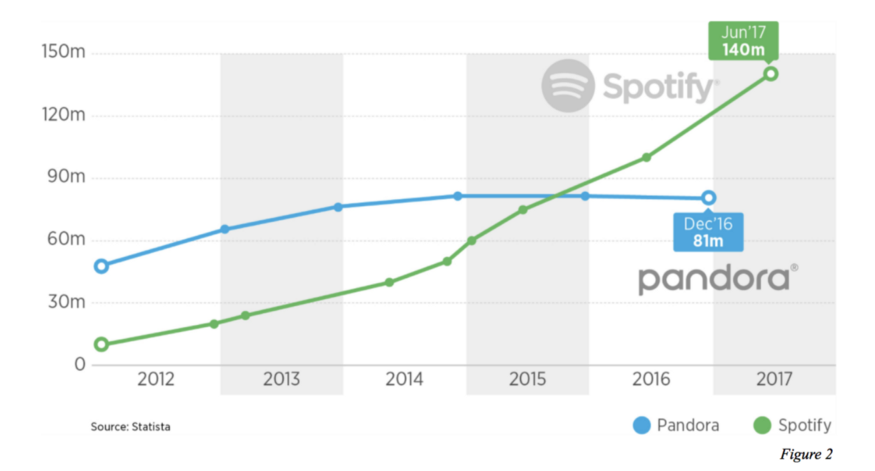 Jun'17
140m
150m
Spotify®
120m
90m
Dec'16
81m
60m
pandora®
30m
0
2012 2013 2014 2015 2016 2017
Source: Statista
Pandora Spotify
Figure 2